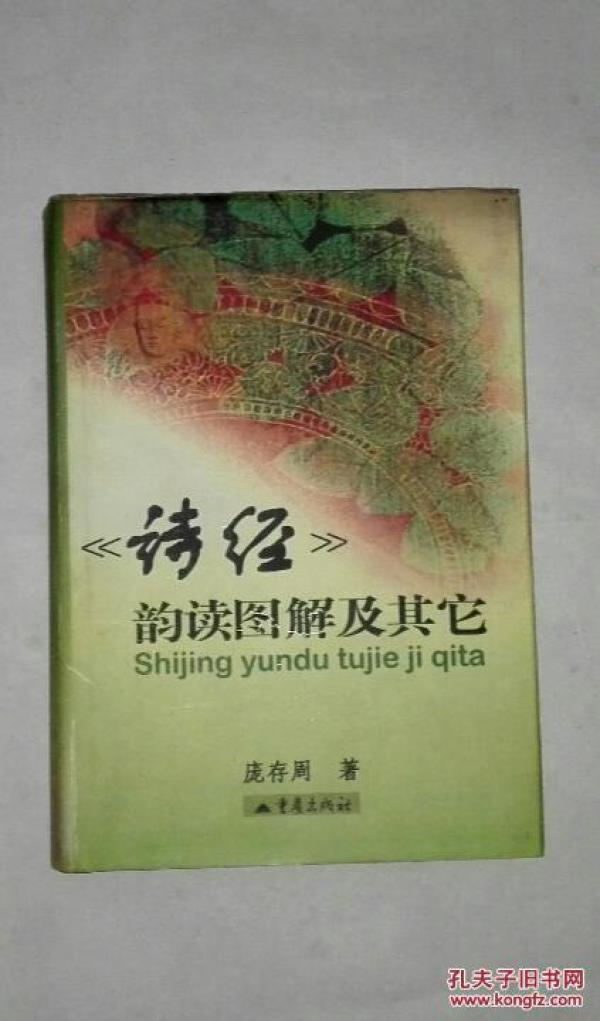 《诗经》
韵读图解及其它
Shijing yundu tujie ji qita
庞存周 著
重庆出版社
孔夫子旧书网
www.kongfz.com